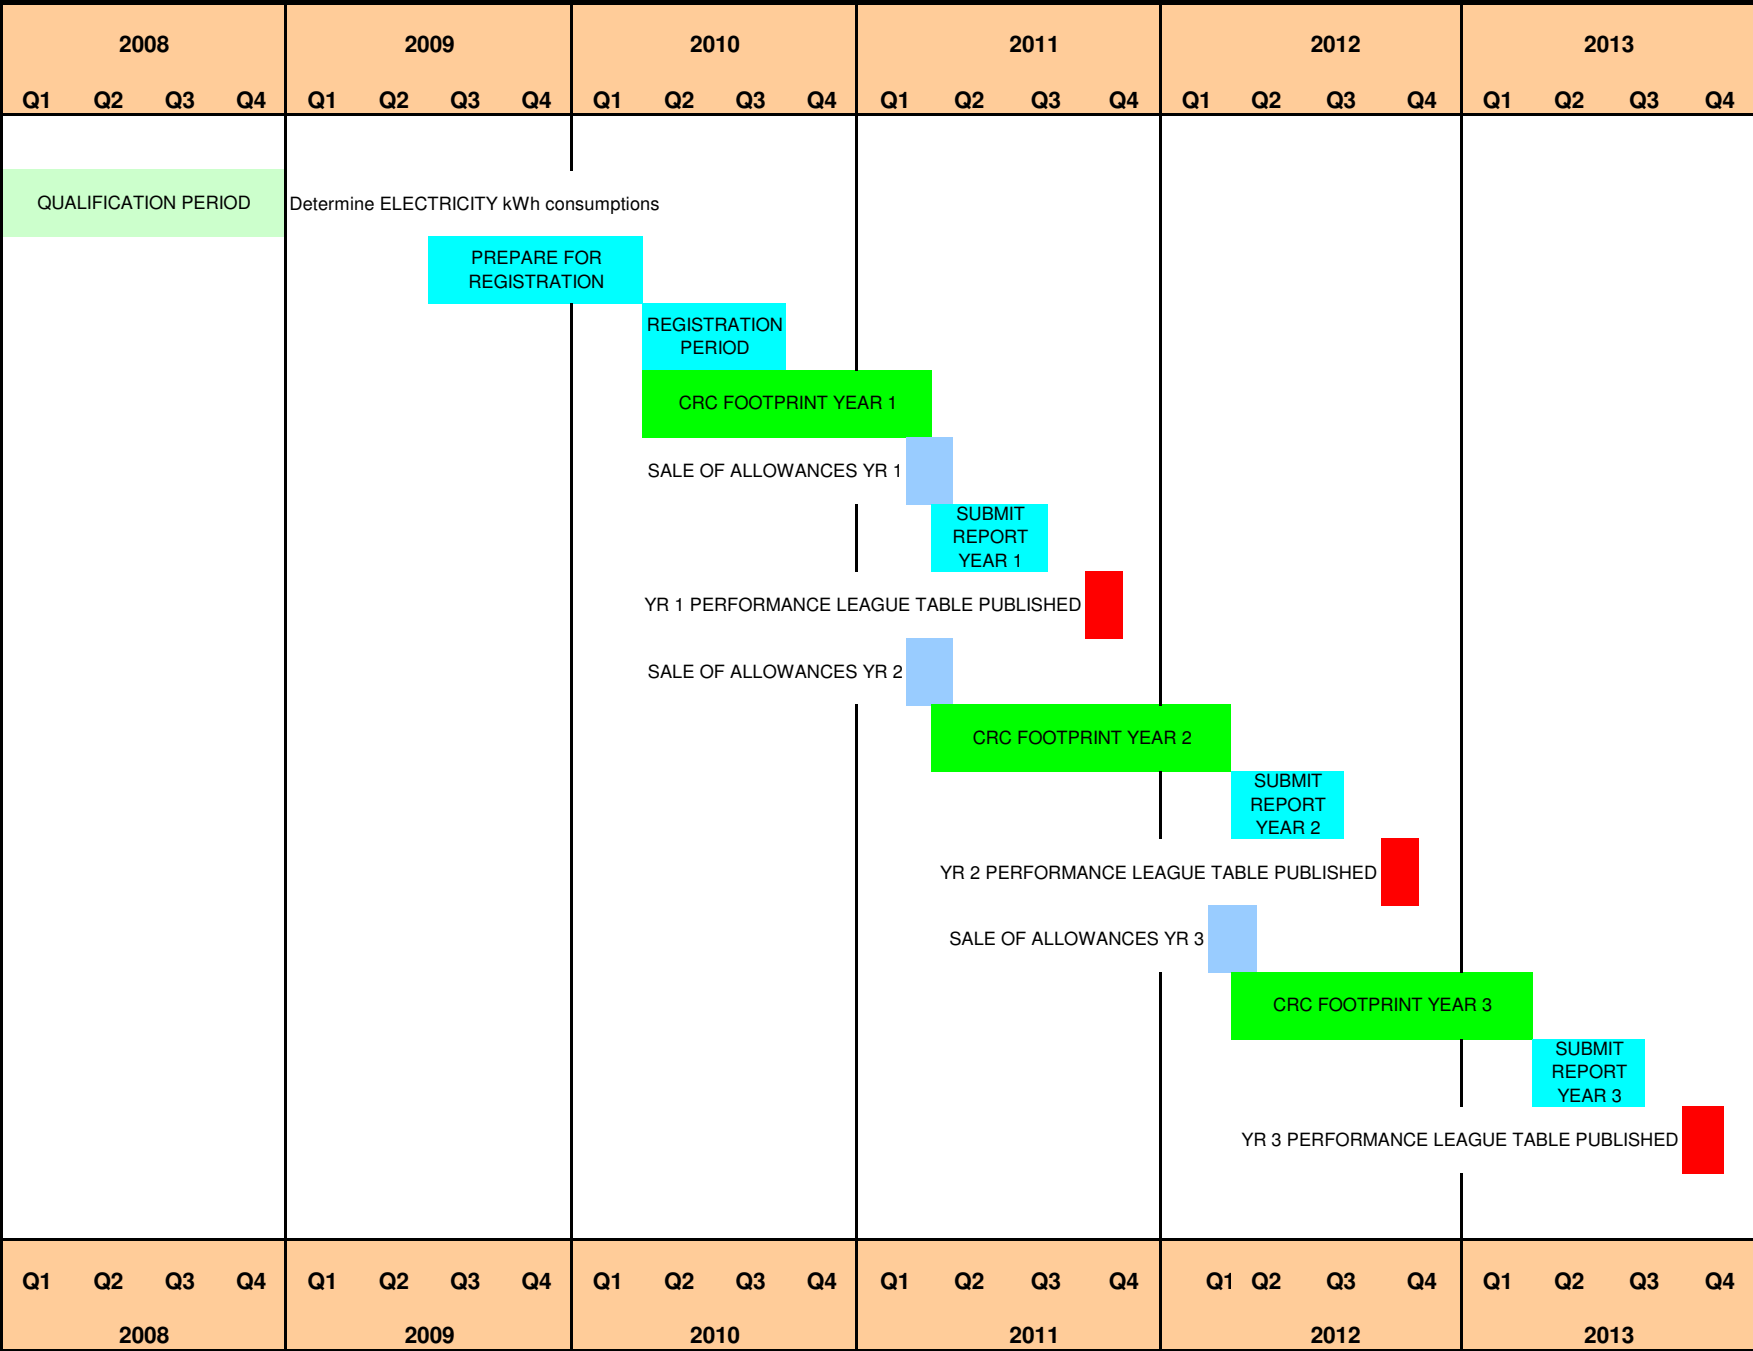 2008 2009 2010 2011 2012 2013
Q1 Q2 Q3 Q4 Q1 Q2 Q3 Q4 Q1 Q2 Q3 Q4 Q1 Q2 Q3 Q4 Q1 Q2 Q3 Q4 Q1 Q2 Q3 Q4
QUALIFICATION PERIOD Determine ELECTRICITY kWh consumptions
PREPARE FOR
REGISTRATION
REGISTRATION
PERIOD
CRC FOOTPRINT YEAR 1
SALE OF ALLOWANCES YR 1
SUBMIT
REPORT
YEAR 1
YR 1 PERFORMANCE LEAGUE TABLE PUBLISHED
SALE OF ALLOWANCES YR 2
CRC FOOTPRINT YEAR 2
SUBMIT
REPORT
YEAR 2
YR 2 PERFORMANCE LEAGUE TABLE PUBLISHED
SALE OF ALLOWANCES YR 3
CRC FOOTPRINT YEAR 3
SUBMIT
REPORT
YEAR 3
YR 3 PERFORMANCE LEAGUE TABLE PUBLISHED
Q1 Q2 Q3 Q4 Q1 Q2 Q3 Q4 Q1 Q2 Q3 Q4 Q1 Q2 Q3 Q4 Q1 Q2 Q3 Q4 Q1 Q2 Q3 Q4
2008 2009 2010 2011 2012 2013